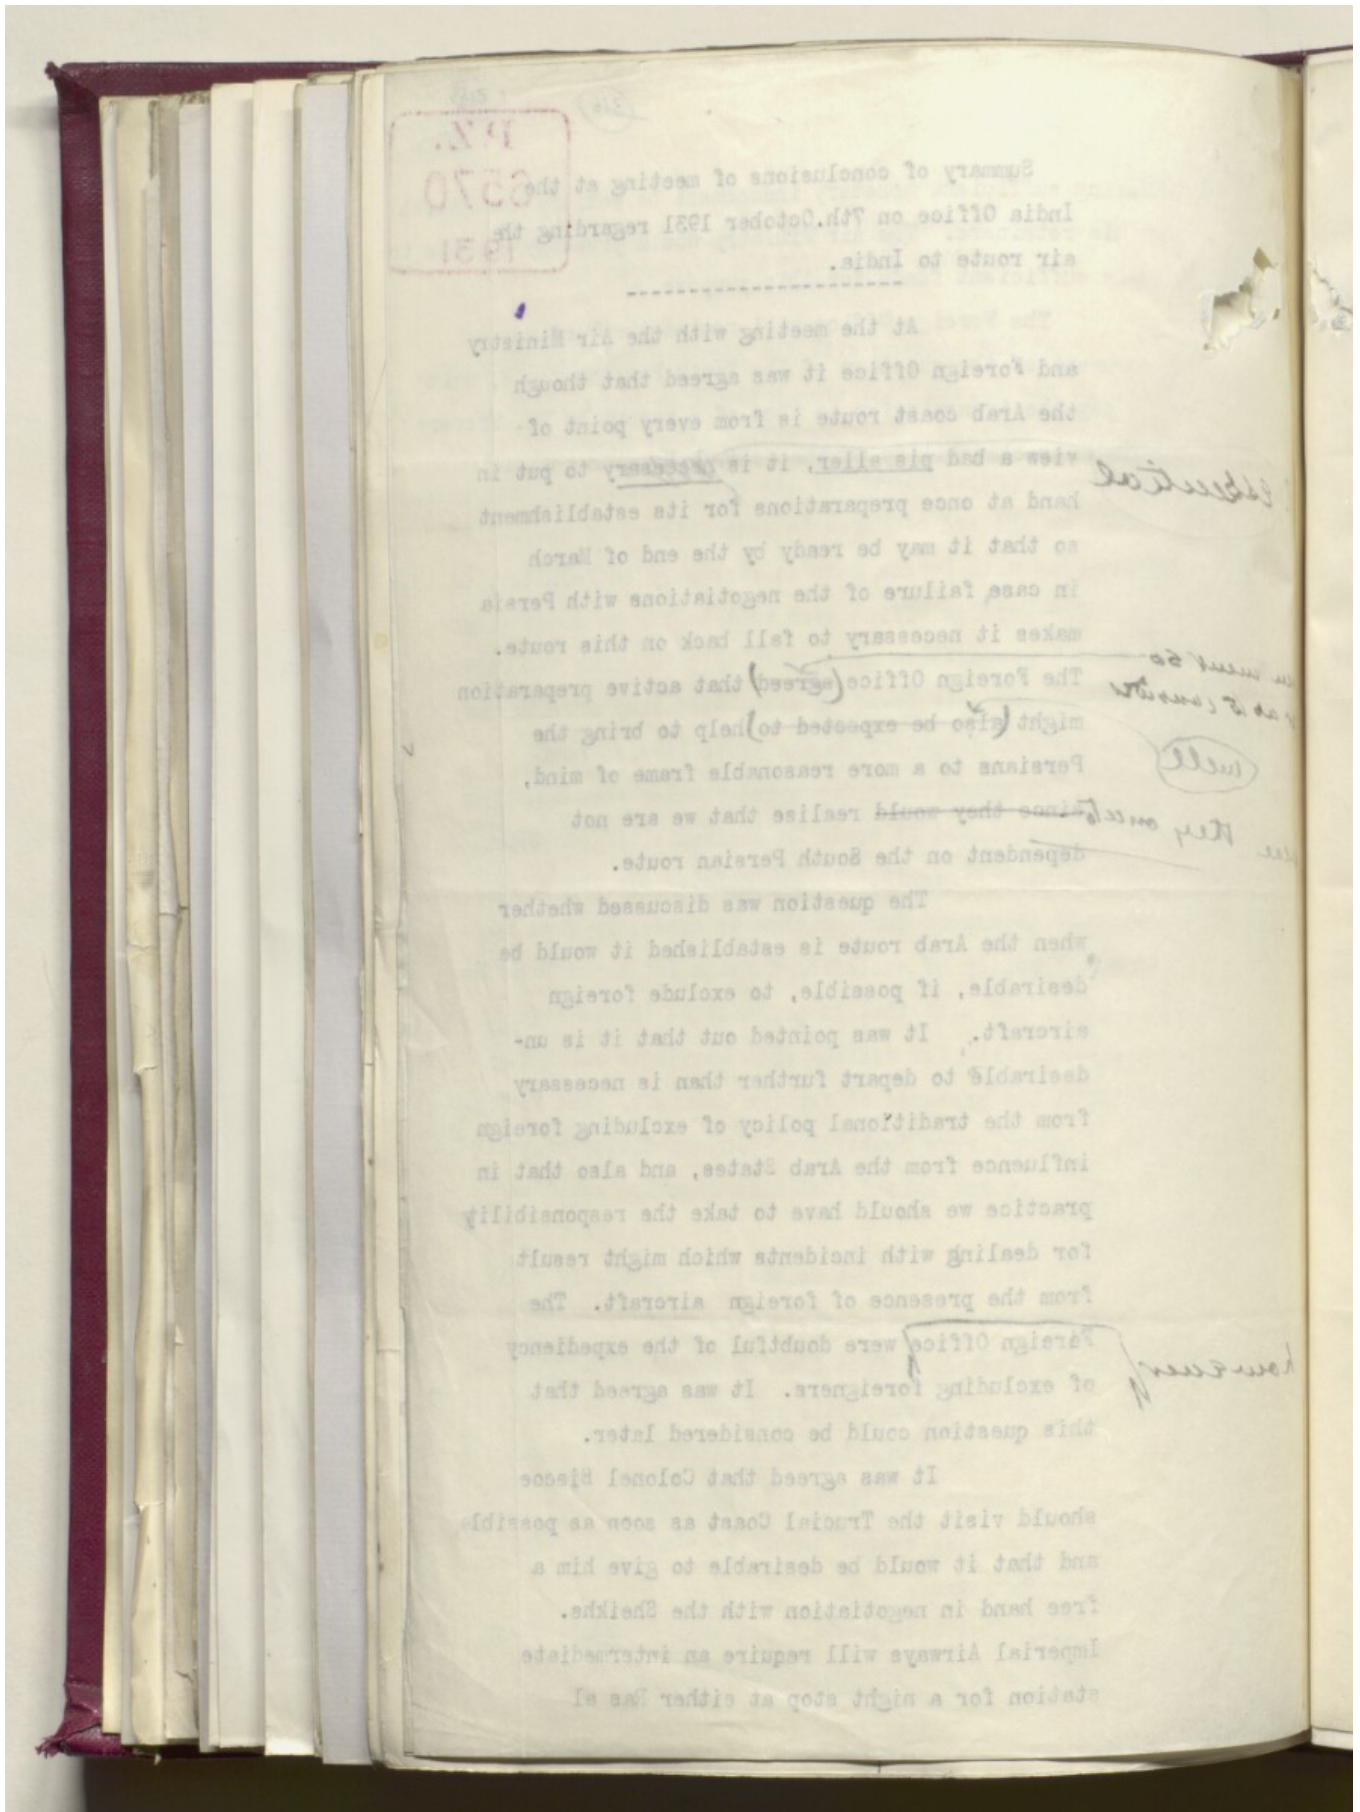 P.Z.
6570
1931
Summary of conclusions of meeting at the
India Office on 7th.October 1931 regarding the
air route to India.
At the meeting with the Air Ministry
and Foreign Office it was agreed that though
the Arab coast route is from every point of
view a bad pis aller, it is necessary to put in
essential
hand at once preparations for its establishment
so that it may be ready by the end of March
in case failure of the negotiations with Persia
makes it necessary to fall back on this route.
The Foreign Office (agreed) that active preparation
might (also be expected to) help to bring the
well
Persians to a more reasonable frame of mind,
since they would realise that we are not
they once
dependent on the South Persian route.
The question was discussed whether
when the Arab route is established it would be
desirable, if possible, to exclude foreign
aircraft. It was pointed out that it is un-
desirable to depart further than is necessary
from the traditional policy of excluding foreign
influence from the Arab States, and also that in
practice we should have to take the responsibility
for dealing with incidents which might result
from the presence of foreign aircraft. The
Foreign Office were doubtful of the expediency
however
of excluding foreigners. It was agreed that
this question could be considered later.
It was agreed that Colonel Biscoe
should visit the Trucial Coast as soon as possible
and that it would be desirable to give him a
free hand in negotiation with the Sheikhs.
Imperial Airways will require an intermediate
station for a night stop at either Ras el